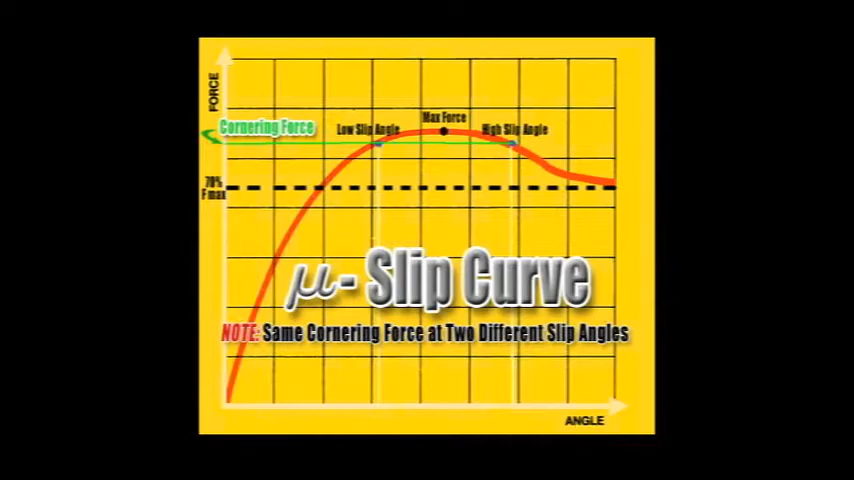 FORCE
Max Force
Cornering Force
Low Slip Angle
High Slip Angle
70%
F max
μ- Slip Curve
NOTE: Same Cornering Force at Two Different Slip Angles
ANGLE